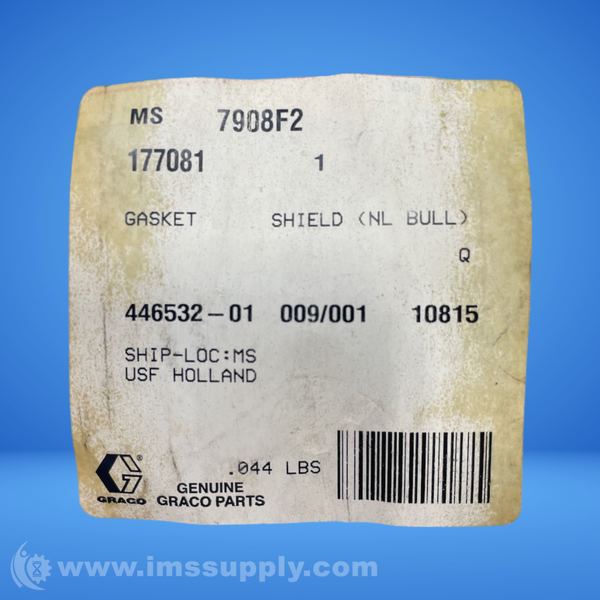 MS 7908F2
177081 1
GASKET SHIELD (NL BULL)
Q
446532-01 009/001 10815
SHIP-LOC:MS
USF HOLLAND
.044 LBS
GRACO ®
GENUINE
GRACO PARTS
www.imssupply.com